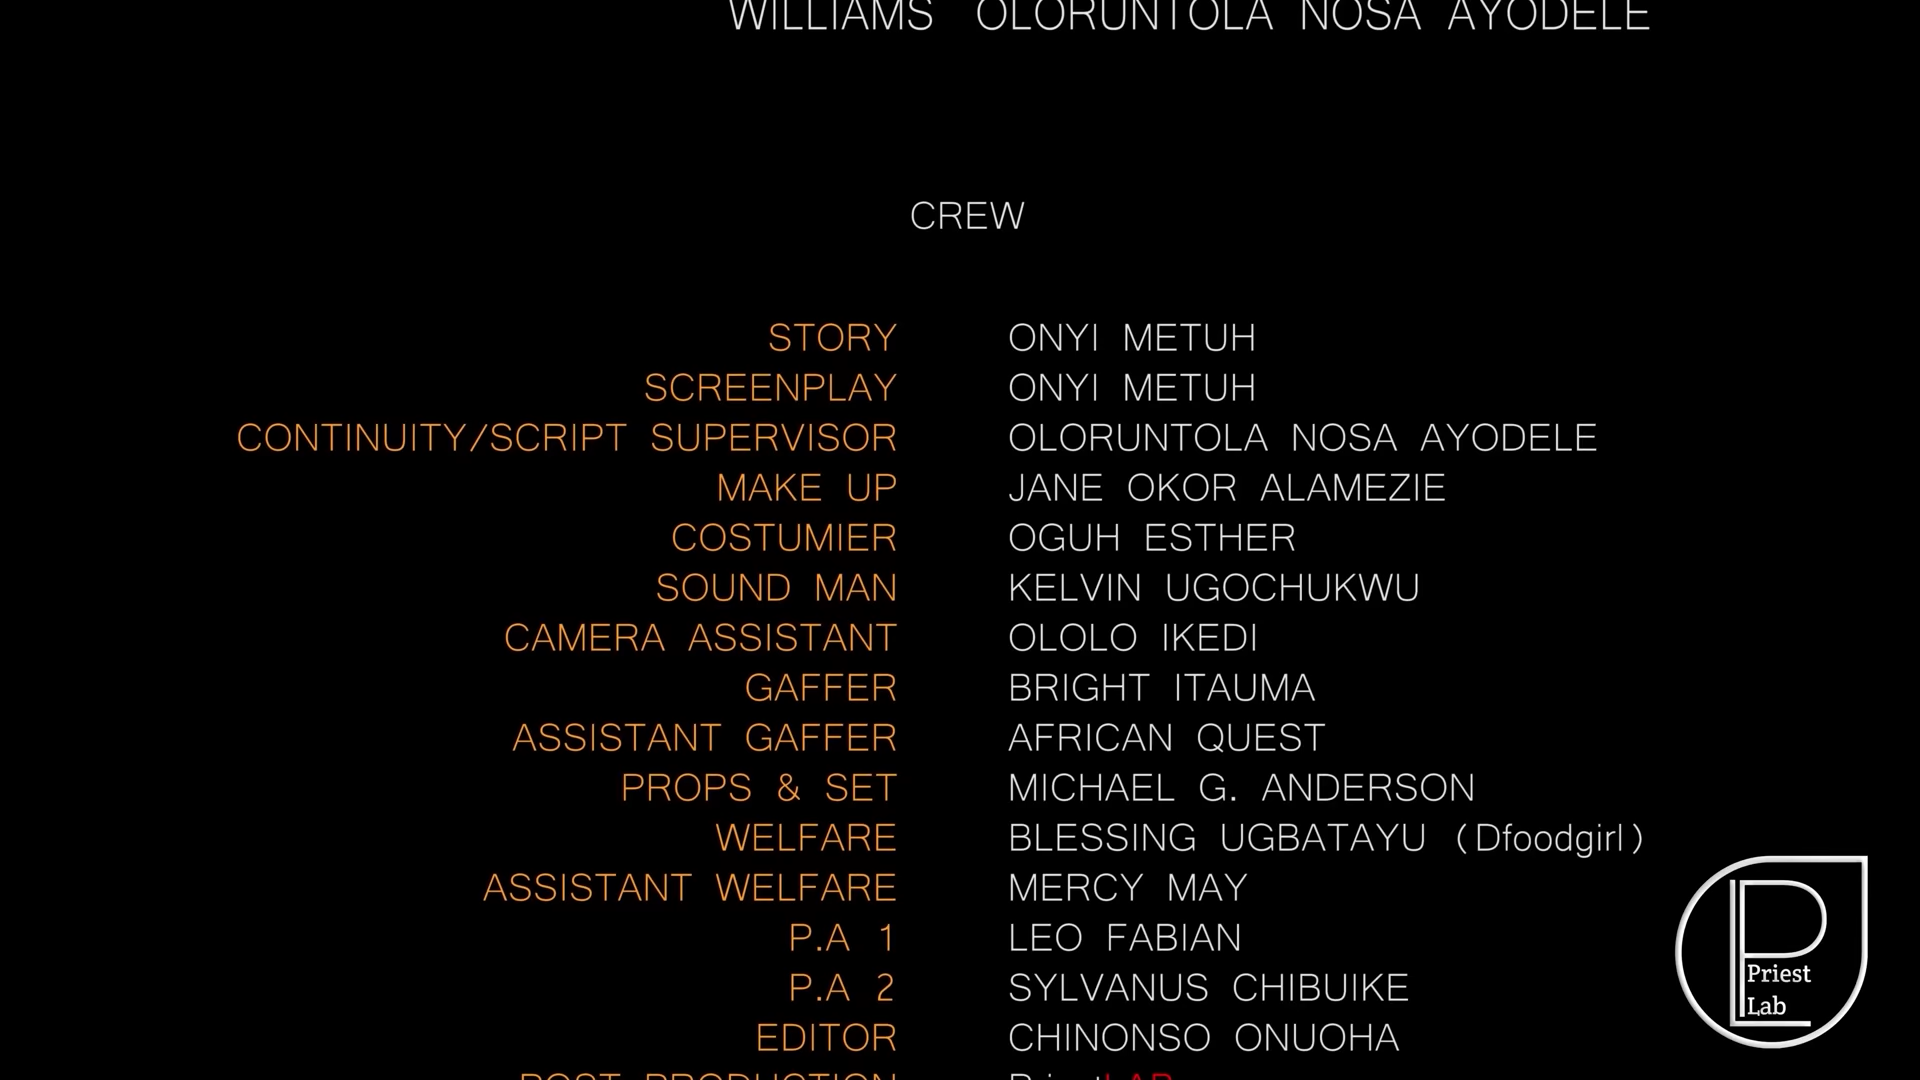 WILLIAMS OLORUNTOLA NOSA AYODELE
CREW
STORY ONYI METUH
SCREENPLAY ONYI METUH
CONTINUITY/SCRIPT SUPERVISOR OLORUNTOLA NOSA AYODELE
MAKE UP JANE OKOR ALAMEZIE
COSTUMIER OGUH ESTHER
SOUND MAN KELVIN UGOCHUKWU
CAMERA ASSISTANT OLOLO IKEDI
GAFFER BRIGHT ITAUMA
ASSISTANT GAFFER AFRICAN QUEST
PROPS & SET MICHAEL G. ANDERSON
WELFARE BLESSING UGBATAYU (Dfoodgirl)
ASSISTANT WELFARE MERCY MAY
P.A 1 LEO FABIAN
P.A 2 SYLVANUS CHIBUIKE
EDITOR CHINONSO ONUOHA
POST PRODUCTION PriestLAB
Priest
Lab